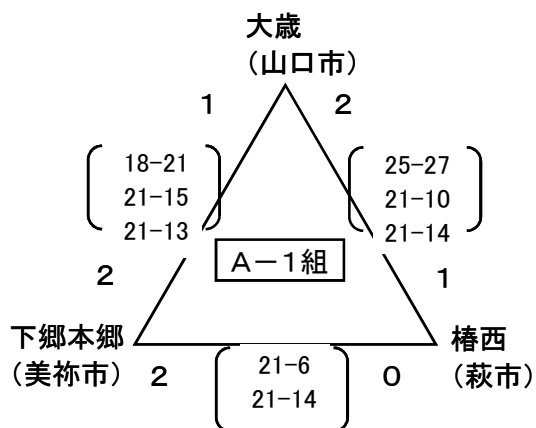 大歳
（山口市）
１
２
18-21
21-15
21-13
25-27
21-10
21-14
Ａ－１組
２
１
下郷本郷
（美祢市）
２
21-6
21-14
０
椿西
（萩市）